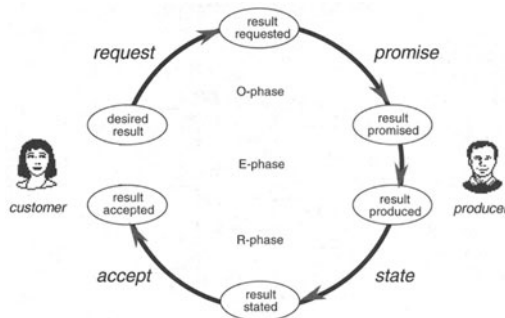 result
requested
request
promise
O-phase
desired
result
result
promised
E-phase
customer
result
accepted
result
produced
producer
R-phase
accept
state
result
stated